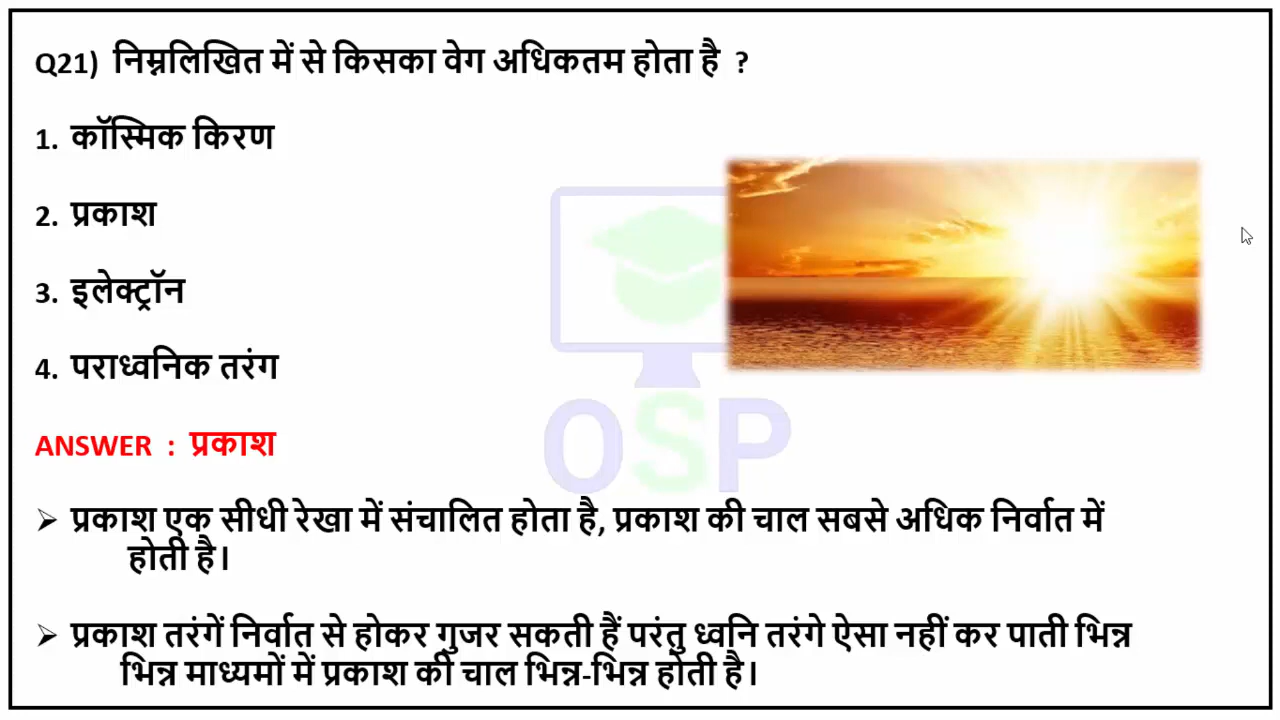 Q21) निम्नलिखित में से किसका वेग अधिकतम होता है ?
1. कॉस्मिक किरण
2. प्रकाश
3. इलेक्ट्रॉन
4. पराध्वनिक तरंग
OSP
ANSWER : प्रकाश
➢ प्रकाश एक सीधी रेखा में संचालित होता है, प्रकाश की चाल सबसे अधिक निर्वात में
होती है।
➢ प्रकाश तरंगें निर्वात से होकर गुजर सकती हैं परंतु ध्वनि तरंगे ऐसा नहीं कर पाती भिन्न
भिन्न माध्यमों में प्रकाश की चाल भिन्न-भिन्न होती है।